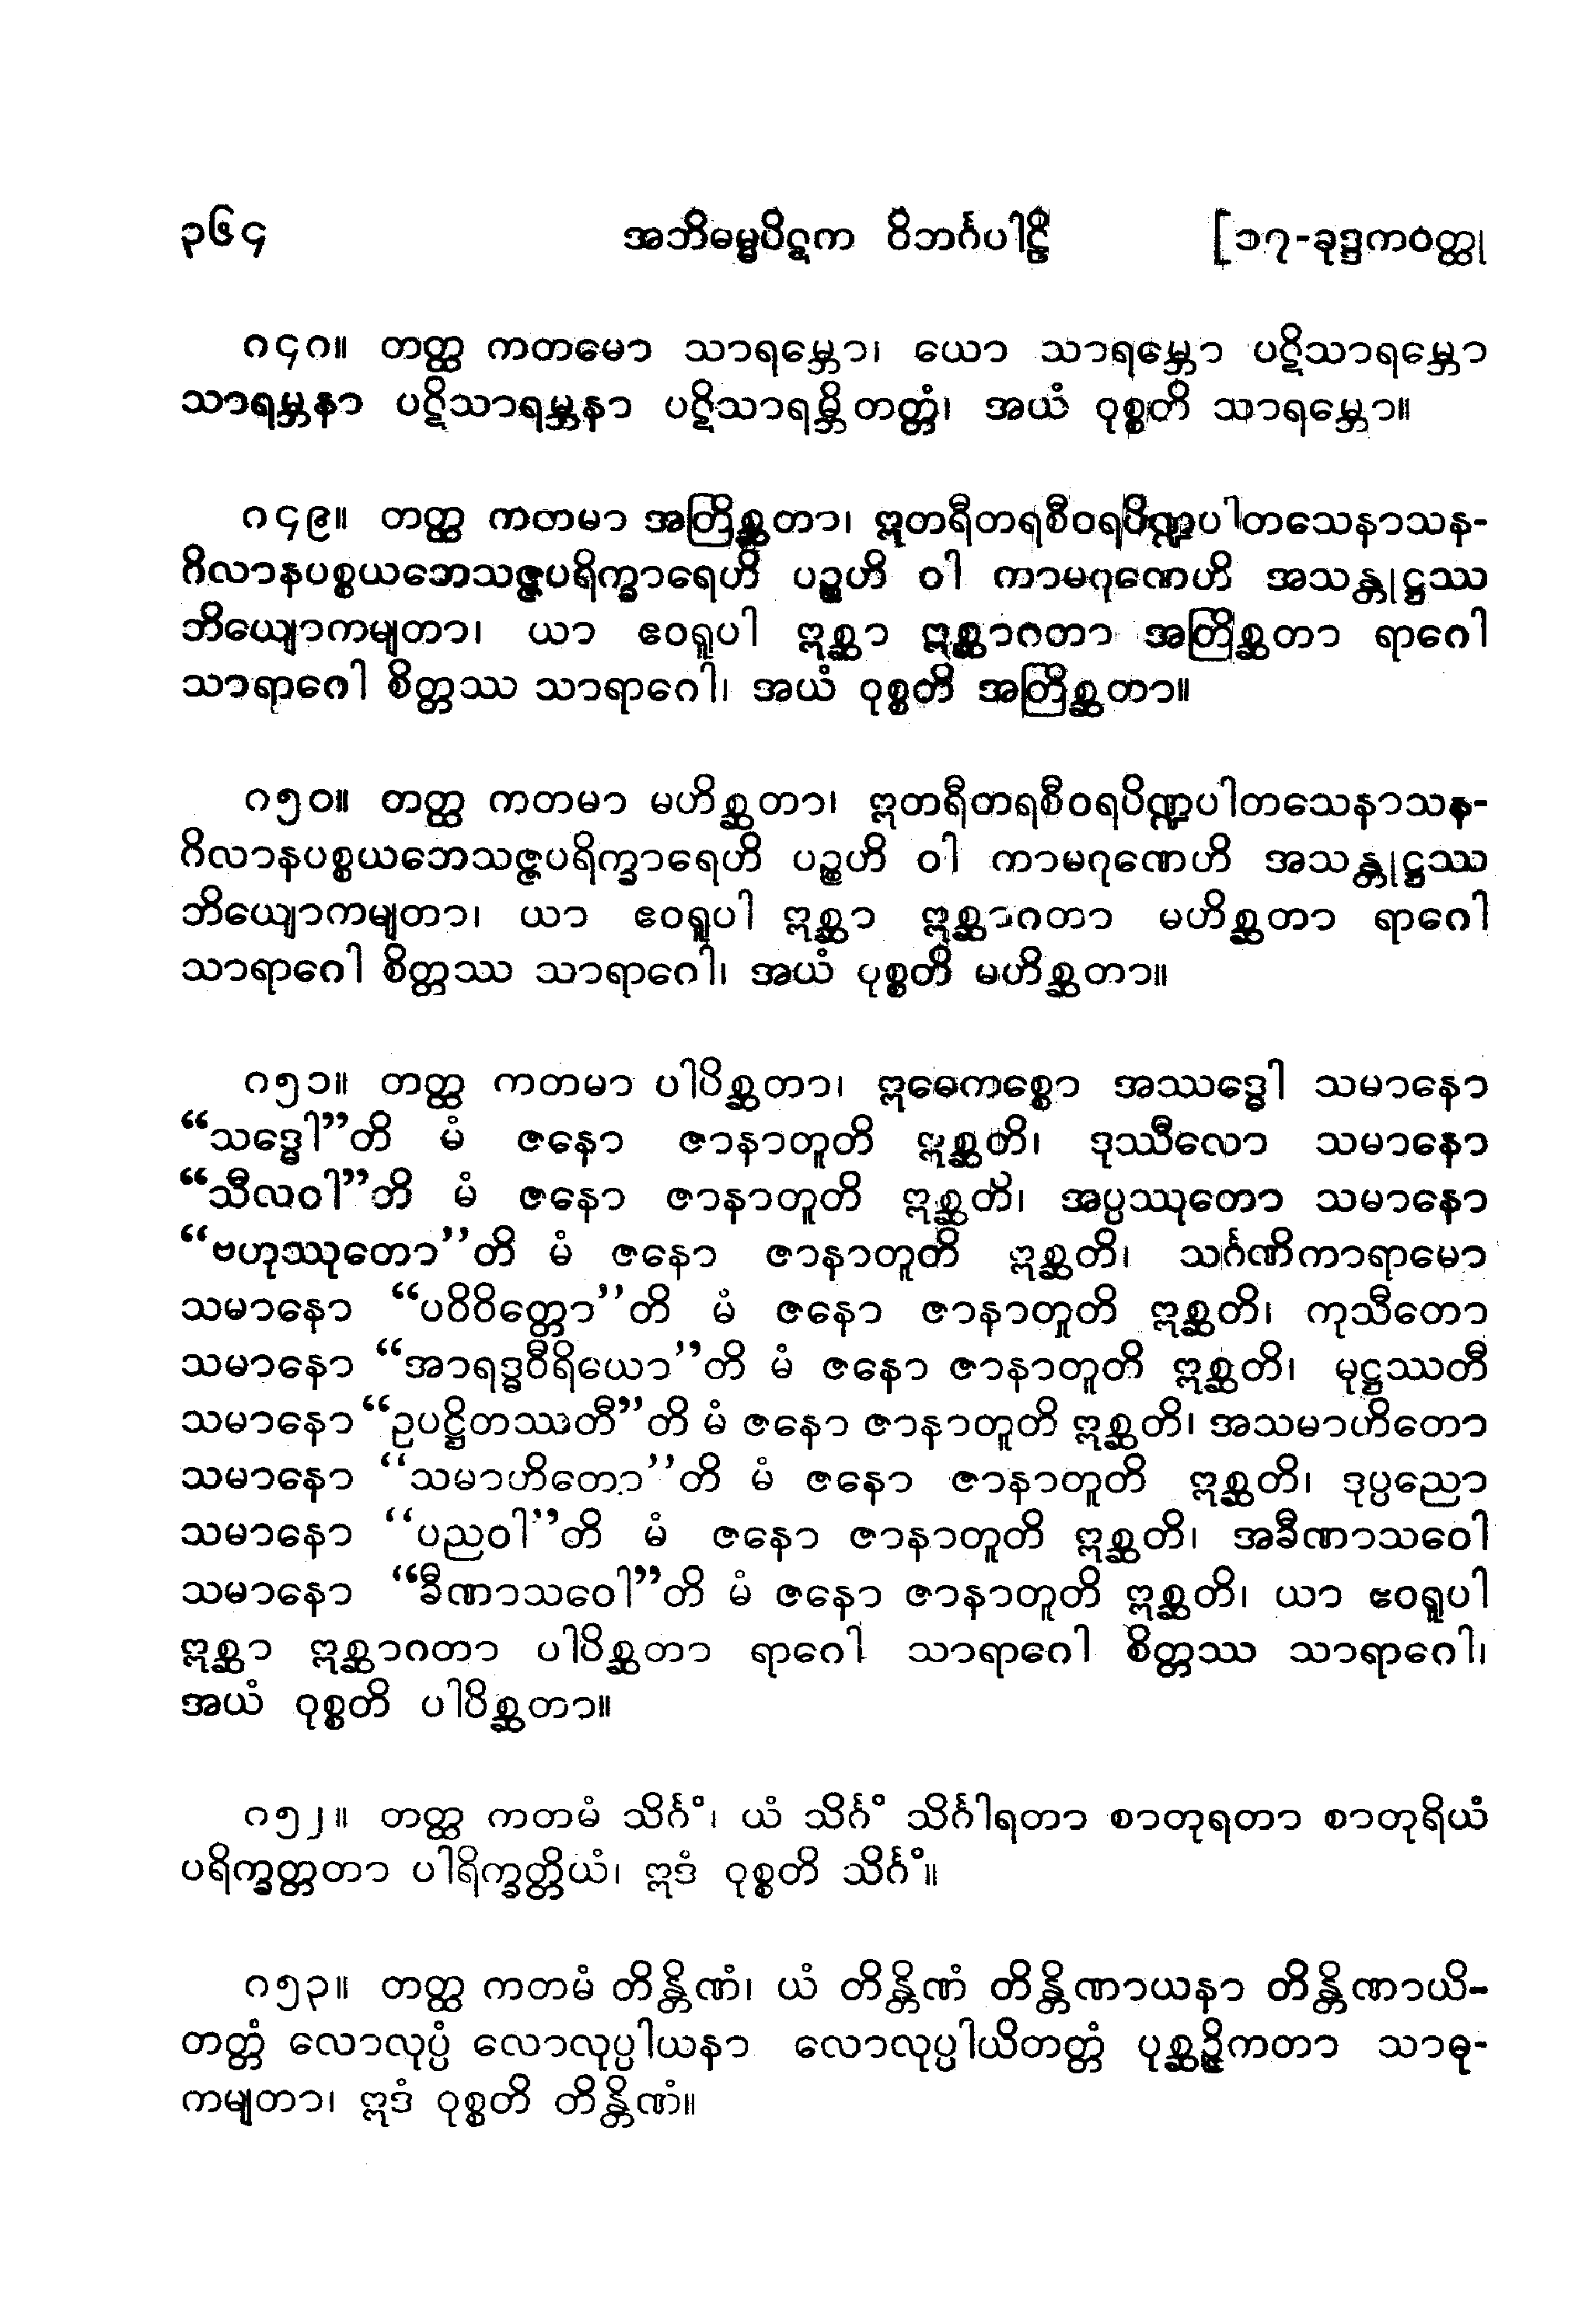 ၃၆၄ အဘိဓမ္မပိဋက ဝိဘင်္ဂပါဠိ [၁၇-ခုဒ္ဒကဝတ္ထု
၈၄၈။ တတ္ထ ကတမော သာရမ္ဘော၊ ယော သာရမ္ဘော ပဋိသာရမ္ဘော
သာရမ္ဘနာ ပဋိသာရမ္ဘနာ ပဋိသာရမ္ဘိတတ္တံ၊ အယံ ဝုစ္စတိ သာရမ္ဘော။
၈၄၉။ တတ္ထ ကတမာ အတြိစ္ဆတာ၊ ဣတရီတရစီဝရပိဏ္ဍပါတသေနာသန-
ဂိလာနပစ္စယဘေသဇ္ဇပရိက္ခာရေဟိ ပဉ္စဟိ ဝါ ကာမဂုဏေဟိ အသန္တုဋ္ဌဿ
ဘိယျောကမျတာ၊ ယာ ဧဝရူပါ ဣစ္ဆာ ဣစ္ဆာဂတာ အတြိစ္ဆတာ ရာဂေါ
သာရာဂေါ စိတ္တဿ သာရာဂေါ၊ အယံ ဝုစ္စတိ အတြိစ္ဆတာ။
၈၅၀။ တတ္ထ ကတမာ မဟိစ္ဆတာ၊ ဣတရီတရစီဝရပိဏ္ဍပါတသေနာသန-
ဂိလာနပစ္စယဘေသဇ္ဇပရိက္ခာရေဟိ ပဉ္စဟိ ဝါ ကာမဂုဏေဟိ အသန္တုဋ္ဌဿ
ဘိယျောကမျတာ၊ ယာ ဧဝရူပါ ဣစ္ဆာ ဣစ္ဆာဂတာ မဟိစ္ဆတာ ရာဂေါ
သာရာဂေါ စိတ္တဿ သာရာဂေါ၊ အယံ ဝုစ္စတိ မဟိစ္ဆတာ။
၈၅၁။ တတ္ထ ကတမာ ပါပိစ္ဆတာ၊ ဣဓေကစ္စော အဿဒ္ဓေါ သမာနော
“သဒ္ဓေါ”တိ မံ ဇနော ဇာနာတူတိ ဣစ္ဆတိ၊ ဒုဿီလော သမာနော
“သီလဝါ”တိ မံ ဇနော ဇာနာတူတိ ဣစ္ဆတိ၊ အပ္ပဿုတော သမာနော
“ဗဟုဿုတော”တိ မံ ဇနော ဇာနာတူတိ ဣစ္ဆတိ၊ သင်္ဂဏိကာရာမော
သမာနော “ပဝိဝိတ္တော”တိ မံ ဇနော ဇာနာတူတိ ဣစ္ဆတိ၊ ကုသီတော
သမာနော “အာရဒ္ဓဝီရိယော”တိ မံ ဇနော ဇာနာတူတိ ဣစ္ဆတိ၊ မုဋ္ဌဿတီ
သမာနော “ဥပဋ္ဌိတဿတီ”တိ မံ ဇနော ဇာနာတူတိ ဣစ္ဆတိ၊ အသမာဟိတော
သမာနော “သမာဟိတော”တိ မံ ဇနော ဇာနာတူတိ ဣစ္ဆတိ၊ ဒုပ္ပညော
သမာနော “ပညဝါ”တိ မံ ဇနော ဇာနာတူတိ ဣစ္ဆတိ၊ အခီဏာသဝေါ
သမာနော “ခီဏာသဝေါ”တိ မံ ဇနော ဇာနာတူတိ ဣစ္ဆတိ၊ ယာ ဧဝရူပါ
ဣစ္ဆာ ဣစ္ဆာဂတာ ပါပိစ္ဆတာ ရာဂေါ သာရာဂေါ စိတ္တဿ သာရာဂေါ၊
အယံ ဝုစ္စတိ ပါပိစ္ဆတာ။
၈၅၂။ တတ္ထ ကတမံ သိင်္ဂံ၊ ယံ သိင်္ဂံ သိင်္ဂါရတာ စာတုရတာ စာတုရိယံ
ပရိက္ခတ္တတာ ပါရိက္ခတ္တိယံ၊ ဣဒံ ဝုစ္စတိ သိင်္ဂံ။
၈၅၃။ တတ္ထ ကတမံ တိန္တိဏံ၊ ယံ တိန္တိဏံ တိန္တိဏာယနာ တိန္တိဏာယိ-
တတ္တံ လောလုပ္ပံ လောလုပ္ပါယနာ လောလုပ္ပါယိတတ္တံ ပုစ္ဆဉ္ဇိကတာ သာဓု-
ကမျတာ၊ ဣဒံ ဝုစ္စတိ တိန္တိဏံ။